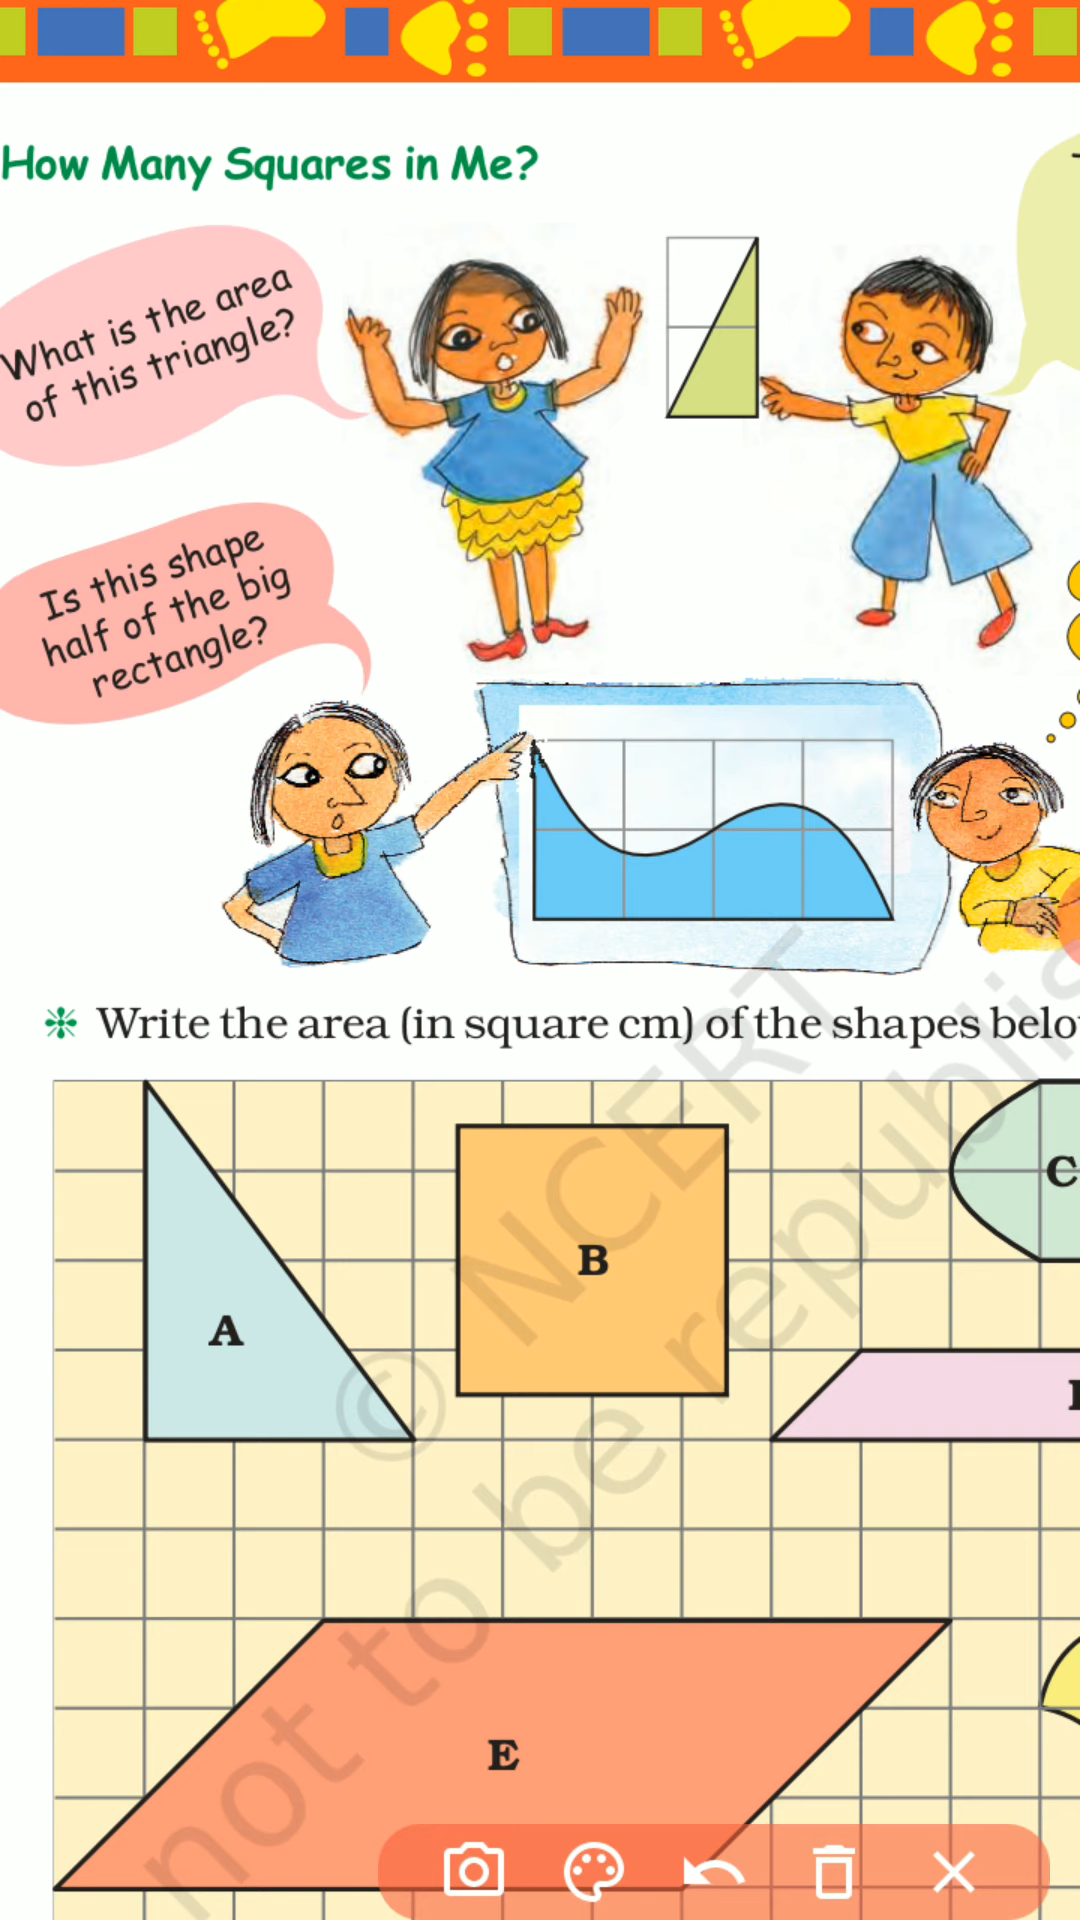 How Many Squares in Me?
What is the area
of this triangle?
Is this shape
half of the big
rectangle?
Write the area (in square cm) of the shapes belo
C
B
A
E
© NCERT
not to be republis